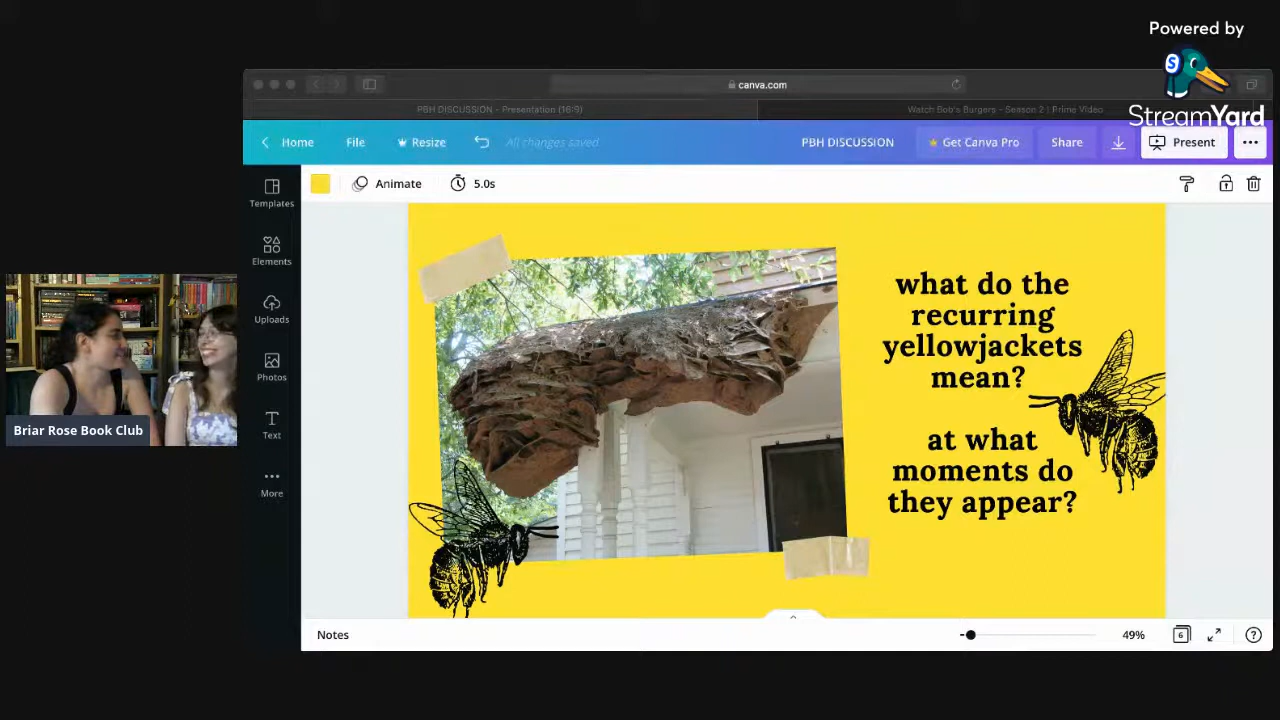 Powered by
StreamYard
canva.com
PBH DISCUSSION - Presentation (16:9)
Watch Bob's Burgers - Season 2 | Prime Video
Home
File
Resize
All changes saved
PBH DISCUSSION
Get Canva Pro
Share
Present
Templates
Elements
Uploads
Photos
Text
More
Animate
5.0s
what do the
recurring
yellowjackets
mean?
at what
moments do
they appear?
Briar Rose Book Club
Notes
49%
6